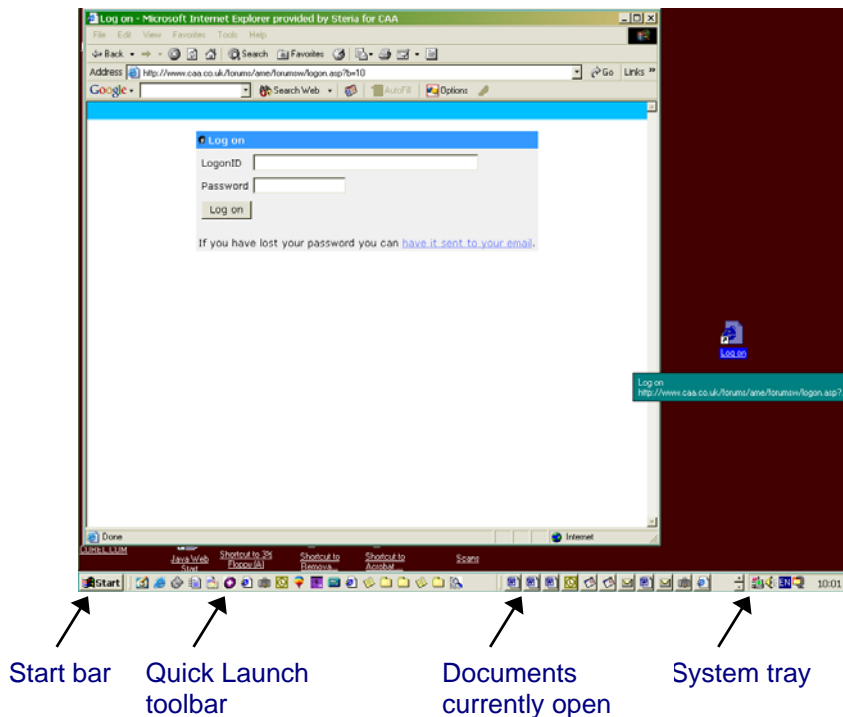 Log on - Microsoft Internet Explorer provided by Steria for CAA
File Edit View Favorites Tools Help
Back Search Favorites
Address http://www.caa.co.uk/forums/ame/forumsw/logon.asp?b=10 Go Links »
Google Search Web AutoFill Options
Log on
LogonID
Password
Log on
If you have lost your password you can have it sent to your email.
Log on
Log on
http://www.caa.co.uk/forums/ame/forumsw/logon.asp?
Done Internet
Java Web Start
Shortcut to 3½ Floppy (A)
Shortcut to Remova...
Shortcut to Acrobat ...
Scans
Start EN 10:01
Start bar
Quick Launch
toolbar
Documents
currently open
System tray